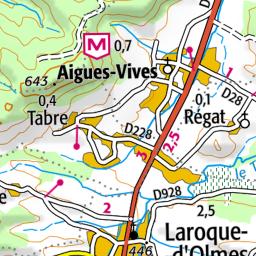 D
M 0,7
643
Aigues-Vives
1
0,4
Tabre
0,1
D28
Régat
D228
3
2,5
D928
2
2,5
Laroque-
d'Olmes
446
e
e